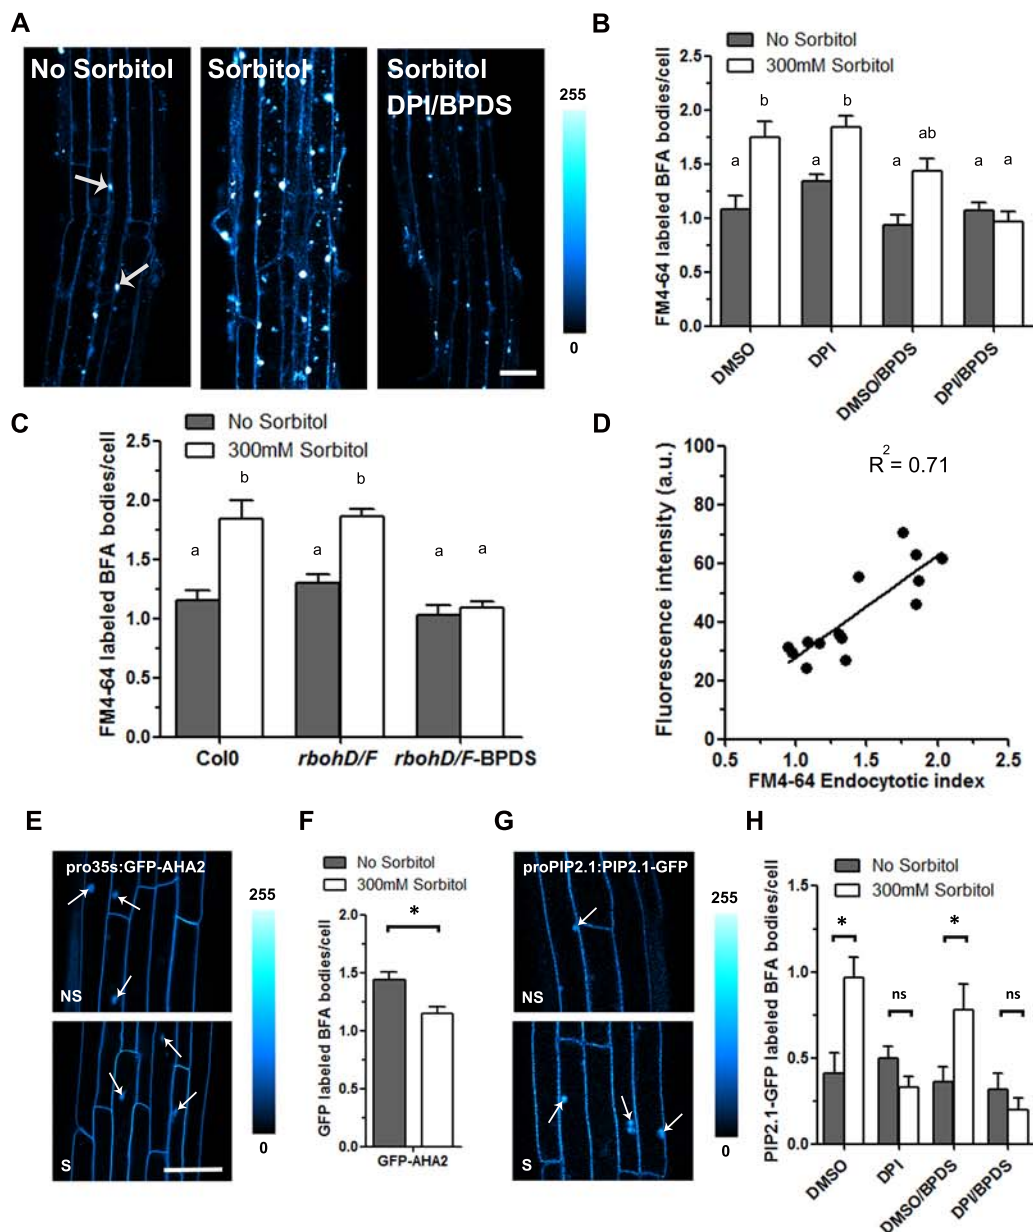 A
No Sorbitol
Sorbitol
Sorbitol
DPI/BPDS
255
0
B
No Sorbitol
300mM Sorbitol
FM4-64 labeled BFA bodies/cell
2.5
2.0
1.5
1.0
0.5
0.0
a
b
a
b
a
ab
a
a
DMSO
DPI
DMSO/BPDS
DPI/BPDS
C
No Sorbitol
300mM Sorbitol
FM4-64 labeled BFA bodies/cell
2.5
2.0
1.5
1.0
0.5
0.0
a
b
a
b
a
a
Col0
rbohD/F
rbohD/F-BPDS
D
R2 = 0.71
Fluorescence intensity (a.u.)
100
80
60
40
20
0
0.5
1.0
1.5
2.0
2.5
FM4-64 Endocytotic index
E
pro35s:GFP-AHA2
NS
S
255
0
F
No Sorbitol
300mM Sorbitol
GFP labeled BFA bodies/cell
2.0
1.5
1.0
0.5
0.0
*
GFP-AHA2
G
proPIP2.1:PIP2.1-GFP
NS
S
255
0
H
No Sorbitol
300mM Sorbitol
PIP2.1-GFP labeled BFA bodies/cell
1.5
1.0
0.5
0.0
*
ns
*
ns
DMSO
DPI
DMSO/BPDS
DPI/BPDS